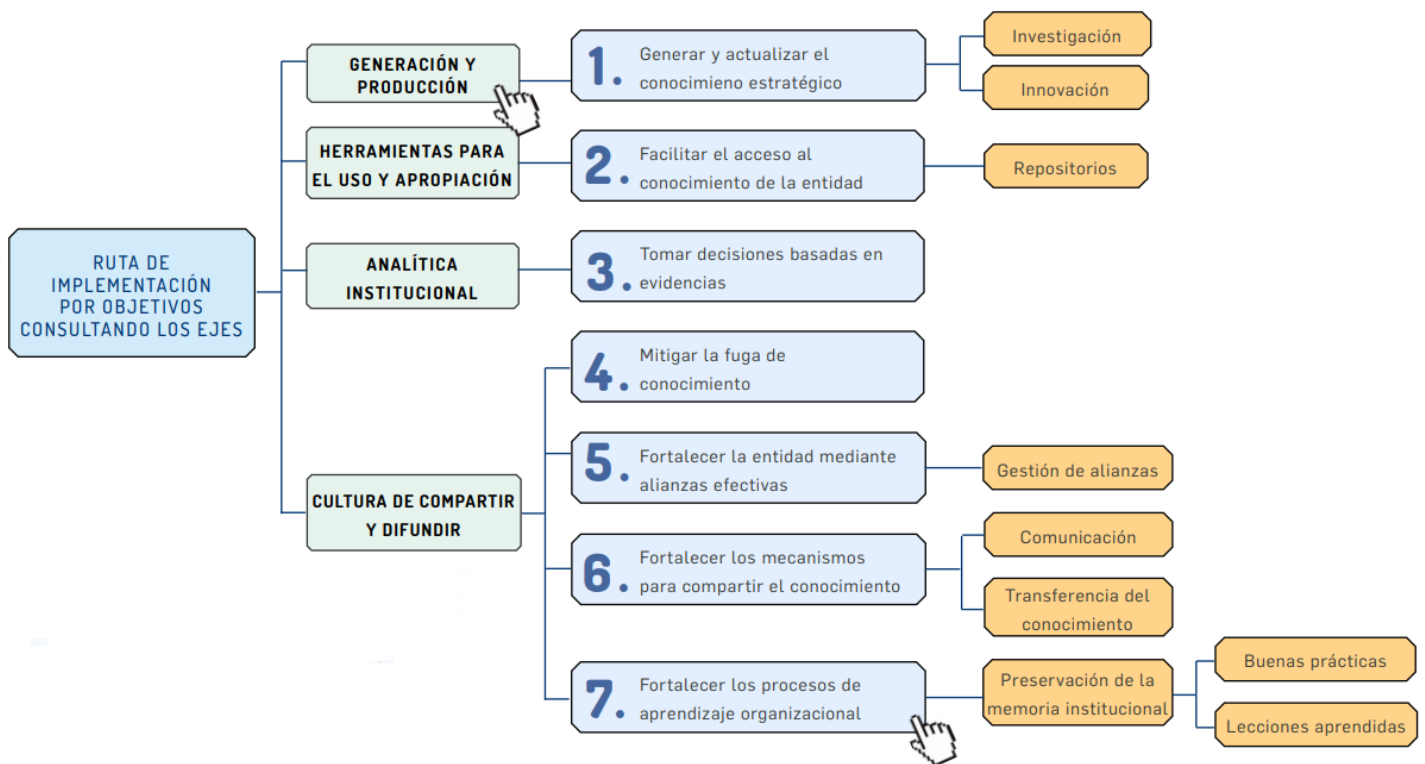 RUTA DE
IMPLEMENTACIÓN
POR OBJETIVOS
CONSULTANDO LOS EJES
GENERACIÓN Y
PRODUCCIÓN
1. Generar y actualizar el
conocimieno estratégico
Investigación
Innovación
HERRAMIENTAS PARA
EL USO Y APROPIACIÓN
2. Facilitar el acceso al
conocimiento de la entidad
Repositorios
ANALÍTICA
INSTITUCIONAL
3. Tomar decisiones basadas en
evidencias
CULTURA DE COMPARTIR
Y DIFUNDIR
4. Mitigar la fuga de
conocimiento
5. Fortalecer la entidad mediante
alianzas efectivas
Gestión de alianzas
6. Fortalecer los mecanismos
para compartir el conocimiento
Comunicación
Transferencia del
conocimiento
7. Fortalecer los procesos de
aprendizaje organizacional
Preservación de la
memoria institucional
Buenas prácticas
Lecciones aprendidas